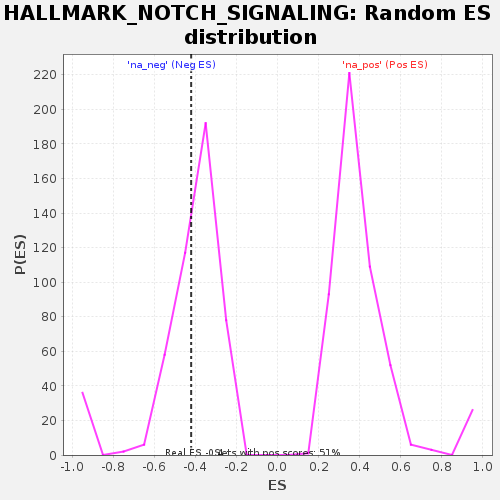 HALLMARK_NOTCH_SIGNALING: Random ES
distribution
'na_neg' (Neg ES)
'na_pos' (Pos ES)
220
200
180
160
140
120
100
80
60
40
20
0
P(ES)
Real ES with pos scores: 51%
-1.0 -0.8 -0.6 -0.4 -0.2 0.0 0.2 0.4 0.6 0.8 1.0
ES